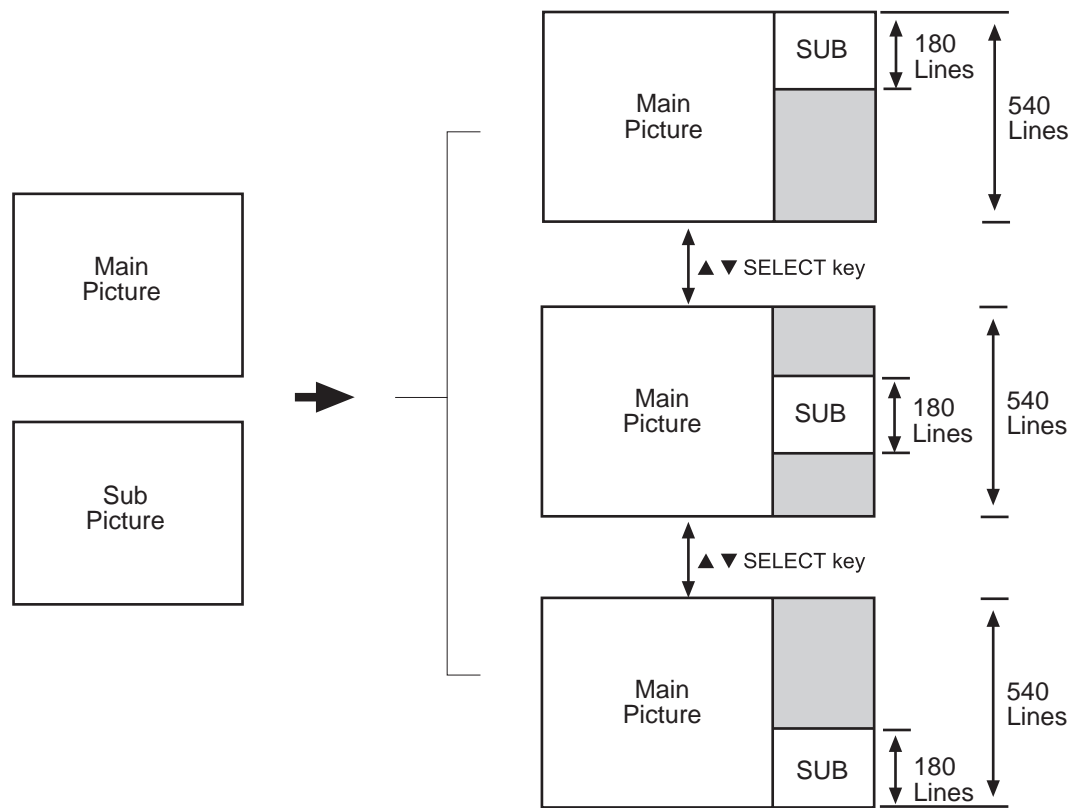 Main
Picture
Sub
Picture
Main
Picture
SUB
180
Lines
540
Lines
▲ ▼ SELECT key
Main
Picture
SUB
180
Lines
540
Lines
▲ ▼ SELECT key
Main
Picture
SUB
180
Lines
540
Lines